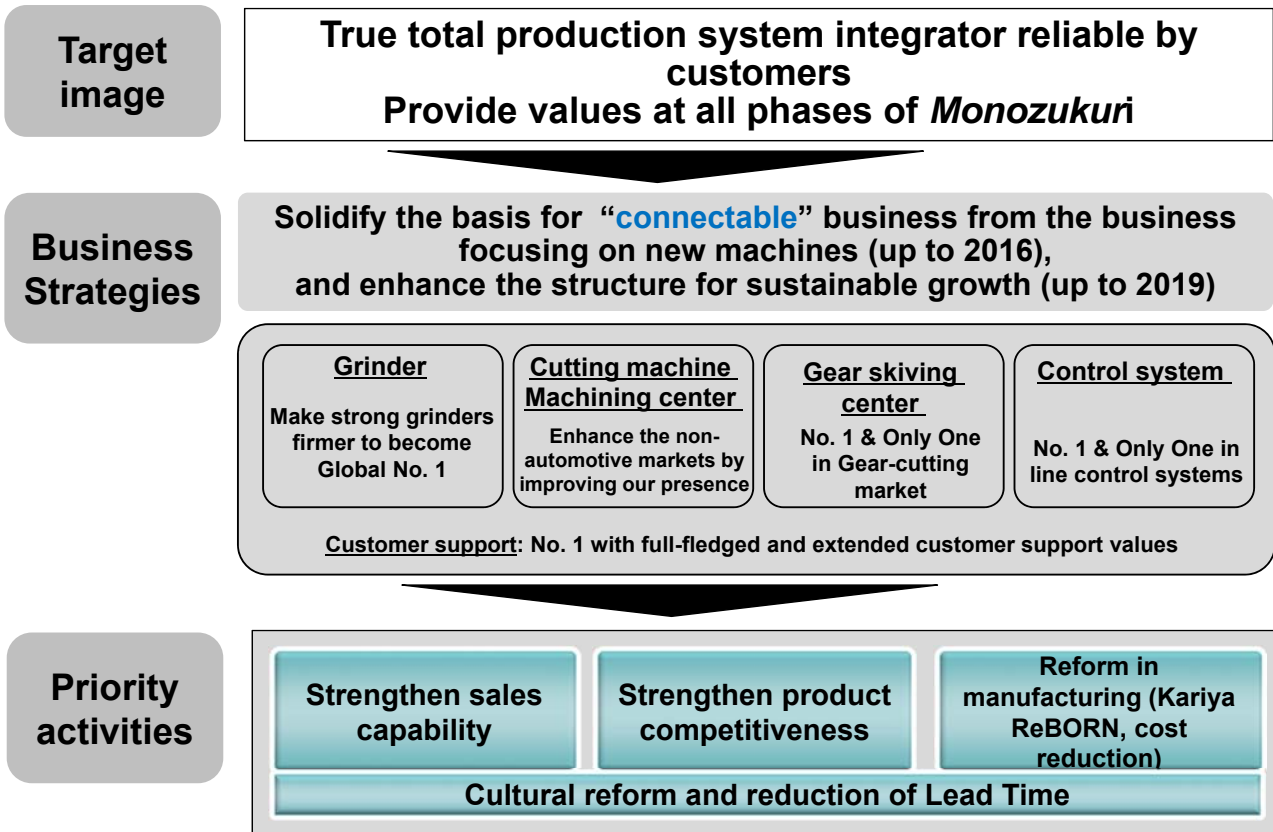 Target
image
True total production system integrator reliable by
customers
Provide values at all phases of Monozukuri
Business
Strategies
Solidify the basis for “connectable” business from the business
focusing on new machines (up to 2016),
and enhance the structure for sustainable growth (up to 2019)
Grinder
Make strong grinders
firmer to become
Global No. 1
Cutting machine
Machining center
Enhance the non-
automotive markets by
improving our presence
Gear skiving
center
No. 1 & Only One
in Gear-cutting
market
Control system
No. 1 & Only One in
line control systems
Customer support: No. 1 with full-fledged and extended customer support values
Priority
activities
Strengthen sales
capability
Strengthen product
competitiveness
Reform in
manufacturing (Kariya
ReBORN, cost
reduction)
Cultural reform and reduction of Lead Time